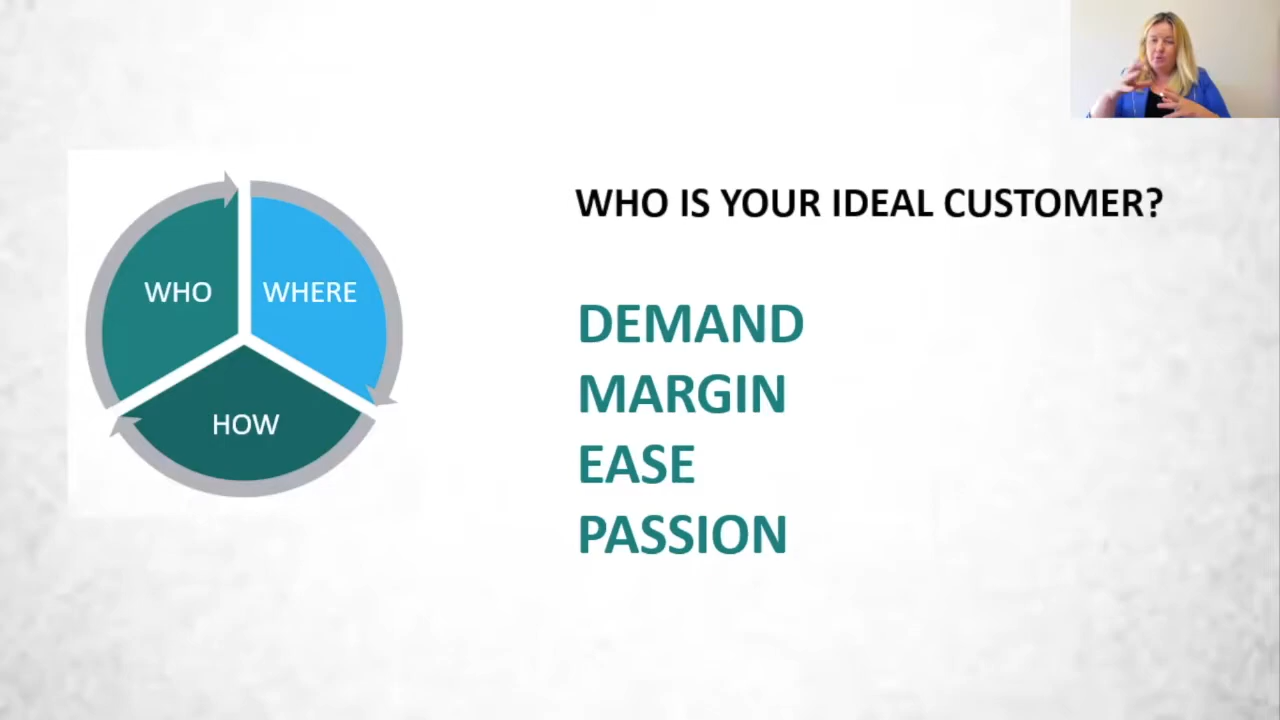 WHO
WHERE
HOW
WHO IS YOUR IDEAL CUSTOMER?
DEMAND
MARGIN
EASE
PASSION